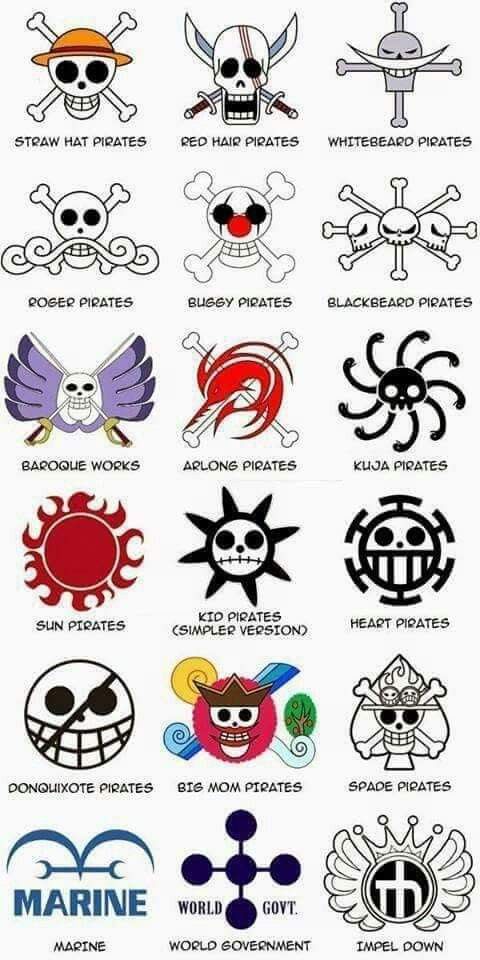 STRAW HAT PIRATES
RED HAIR PIRATES
WHITEBEARD PIRATES
ROGER PIRATES
BUGGY PIRATES
BLACKBEARD PIRATES
BAROQUE WORKS
ARLONG PIRATES
KUJA PIRATES
SUN PIRATES
KID PIRATES
(SIMPLER VERSION)
HEART PIRATES
DONQUIXOTE PIRATES
BIG MOM PIRATES
SPADE PIRATES
MARINE
WORLD GOVT.
MARINE
WORLD GOVERNMENT
IMPEL DOWN